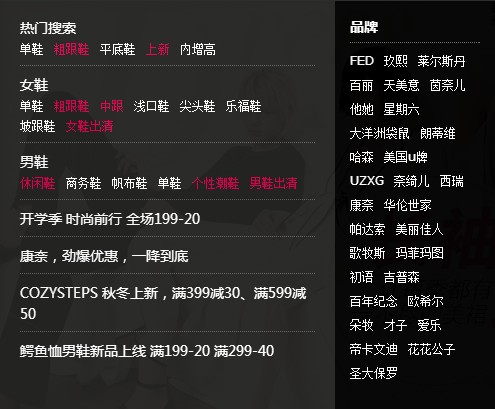 热门搜索
单鞋 粗跟鞋 平底鞋 上新 内增高
女鞋
单鞋 粗跟鞋 中跟 浅口鞋 尖头鞋 乐福鞋
坡跟鞋 女鞋出清
男鞋
休闲鞋 商务鞋 帆布鞋 单鞋 个性潮鞋 男鞋出清
开学季 时尚前行 全场199-20
康奈，劲爆优惠，一降到底
COZYSTEPS 秋冬上新，满399减30、满599减
50
鳄鱼恤男鞋新品上线 满199-20 满299-40
品牌
FED 玖熙 莱尔斯丹
百丽 天美意 茵奈儿
他她 星期六
大洋洲袋鼠 朗蒂维
哈森 美国u牌
UZXG 奈绮儿 西瑞
康奈 华伦世家
帕达索 美丽佳人
歌牧斯 玛菲玛图
初语 吉普森
百年纪念 欧希尔
朵牧 才子 爱乐
帝卡文迪 花花公子
圣大保罗